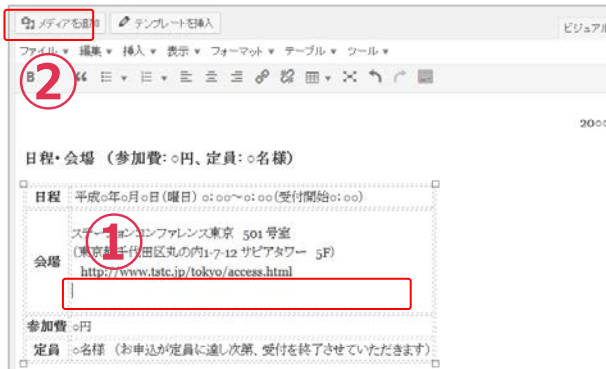 メディアを追加 テンプレートを挿入
ビジュアル
ファイル 編集 挿入 表示 フォーマット テーブル ツール
B
②
20○○
日程・会場 （参加費：○円、定員：○名様）
日程 平成○年○月○日（曜日）○：○○～○：○○（受付開始○：○○）
①
ステーションコンファレンス東京 501号室
会場 （東京都千代田区丸の内1-7-12 サピアタワー 5F）
http://www.tstc.jp/tokyo/access.html
参加費 ○円
定員 ○名様 （お申込が定員に達し次第、受付を終了させていただきます）